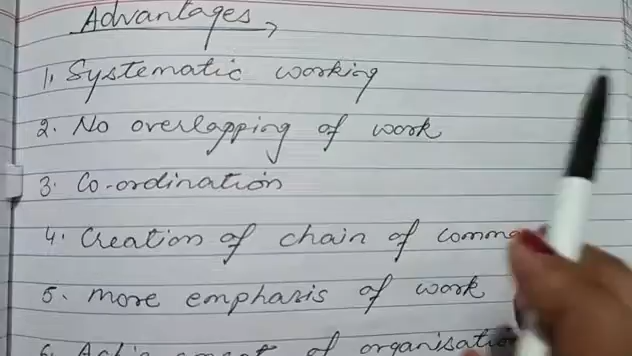 Advantages
1. Systematic working
2. No overlapping of work
3. Co-ordination
4. Creation of chain of
5. More emphasis of work
6. of